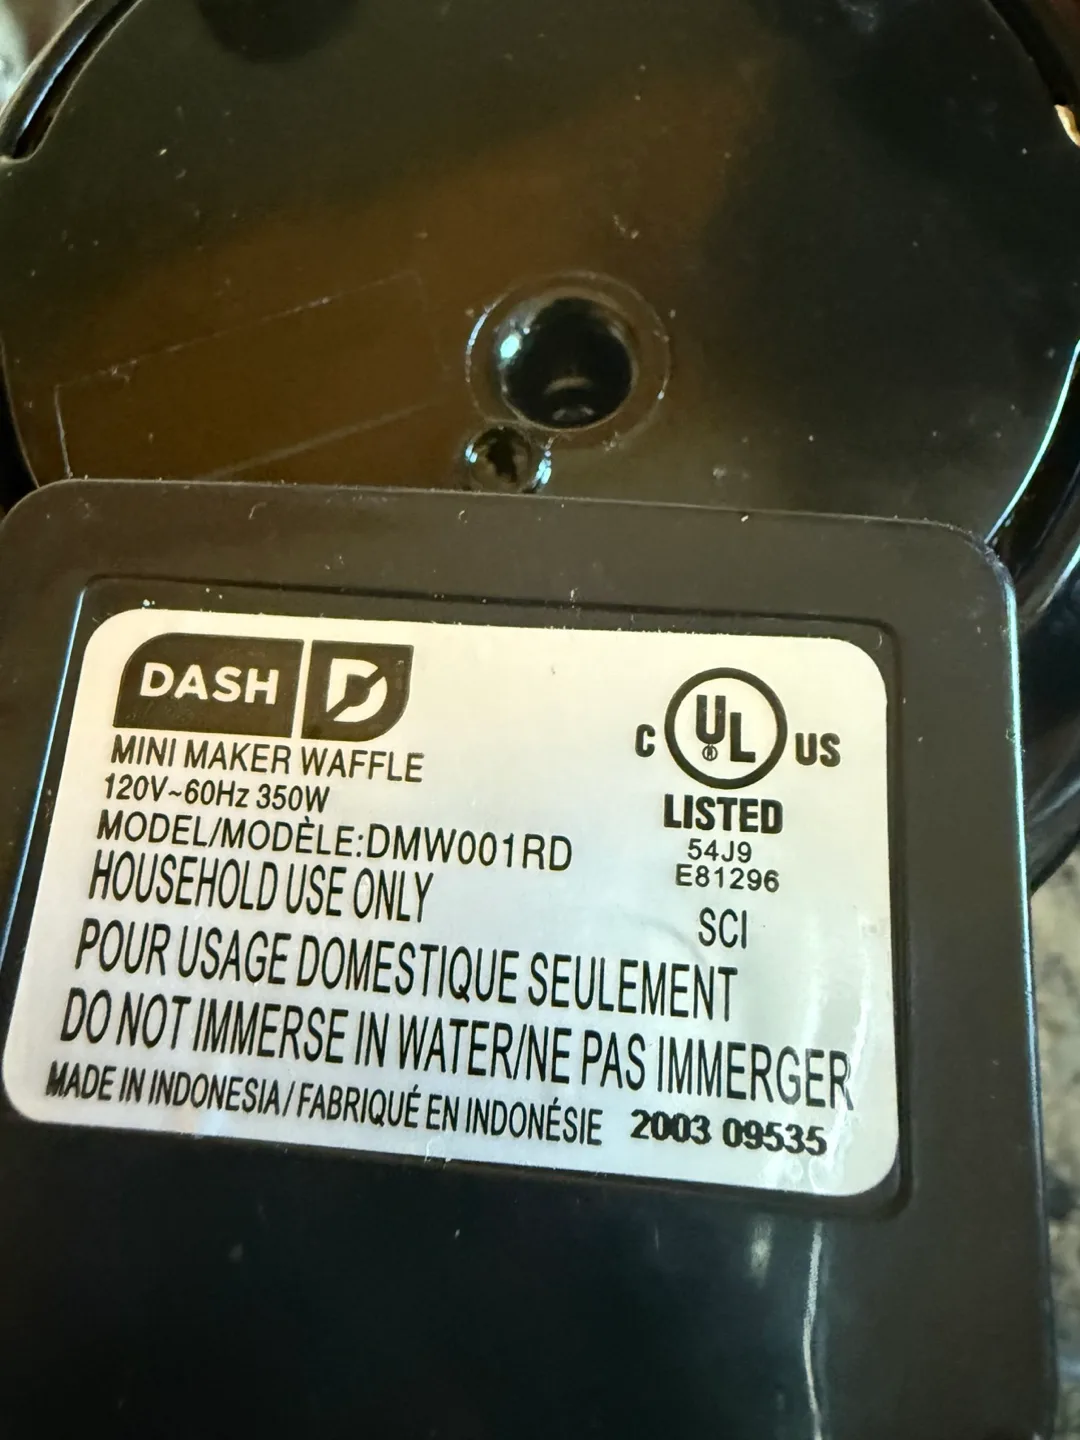 DASH D
MINI MAKER WAFFLE
120V~60Hz 350W
MODEL/MODÈLE:DMW001RD
HOUSEHOLD USE ONLY
POUR USAGE DOMESTIQUE SEULEMENT
DO NOT IMMERSE IN WATER/NE PAS IMMERGER
MADE IN INDONESIA/FABRIQUÉ EN INDONÉSIE 2003 09535
C UL® US
LISTED
54J9
E81296
SCI